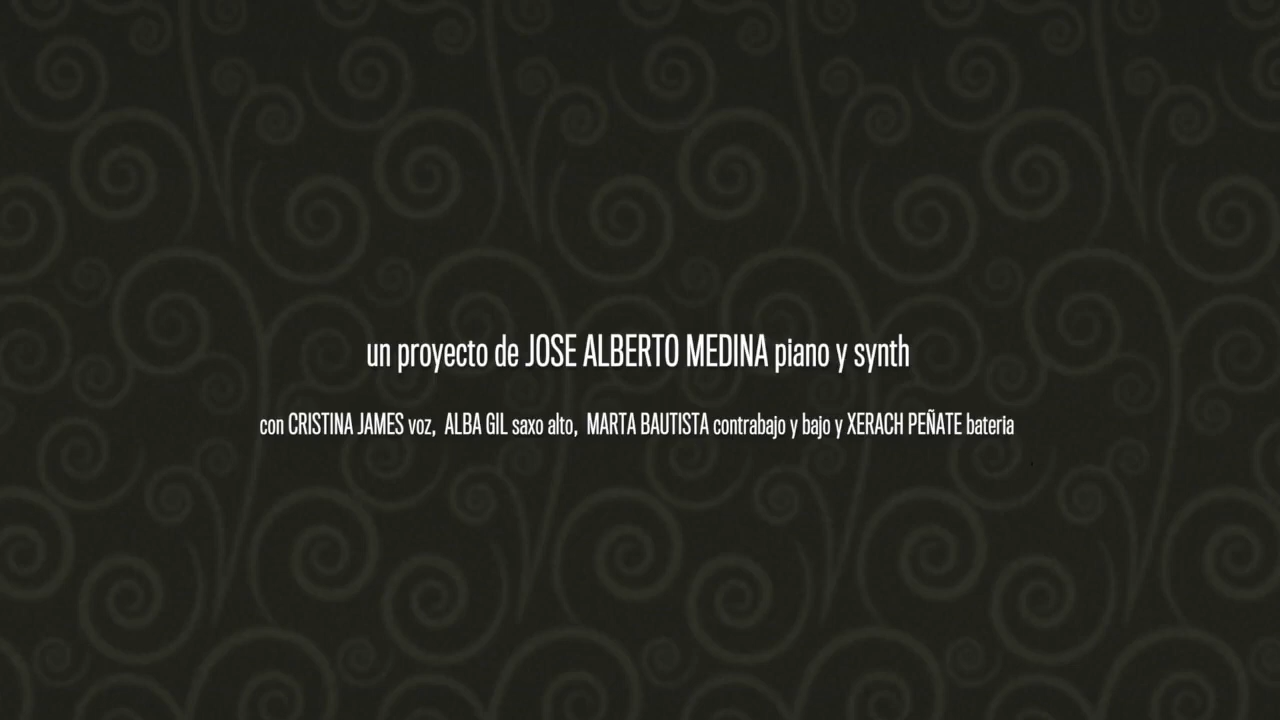 un proyecto de JOSE ALBERTO MEDINA piano y synth
con CRISTINA JAMES voz, ALBA GIL saxo alto, MARTA BAUTISTA contrabajo y bajo y XERACH PEÑATE bateria